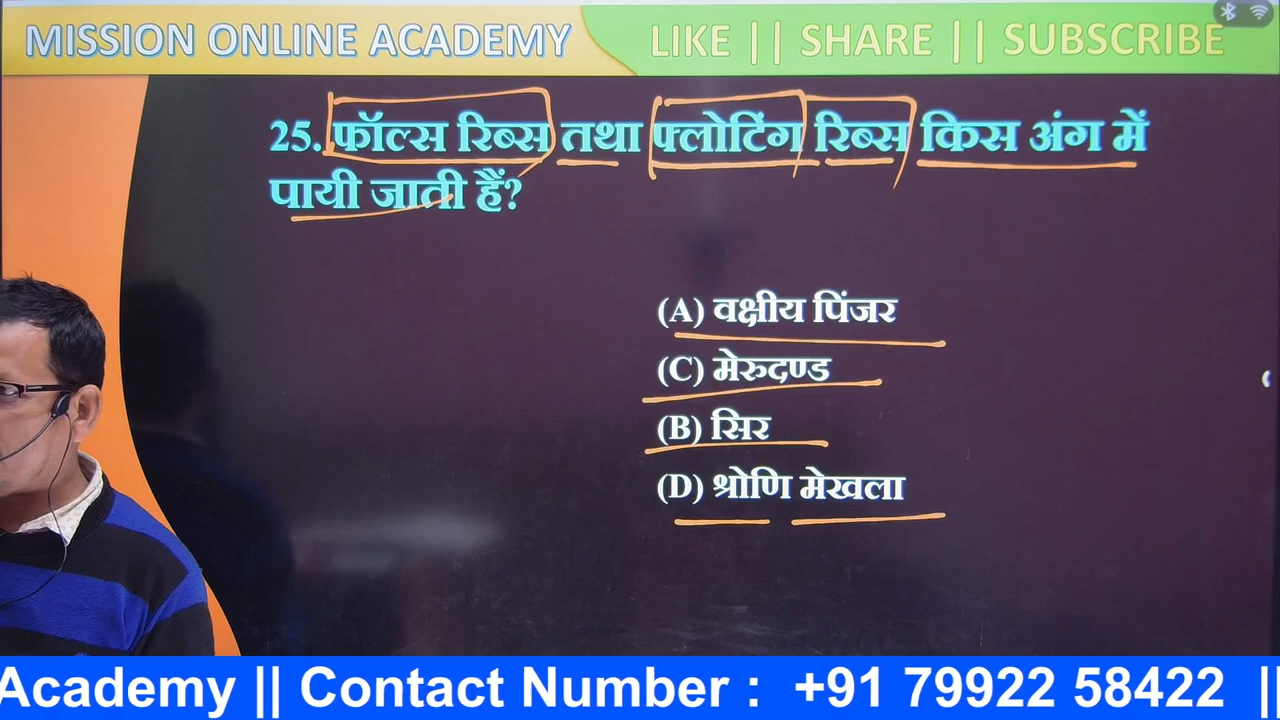 MISSION ONLINE ACADEMY
LIKE || SHARE || SUBSCRIBE
25. फॉल्स रिब्स तथा फ्लोटिंग रिब्स किस अंग में
पायी जाती हैं?
(A) वक्षीय पिंजर
(C) मेरुदण्ड
(B) सिर
(D) श्रोणि मेखला
Academy || Contact Number : +91 79922 58422 ||